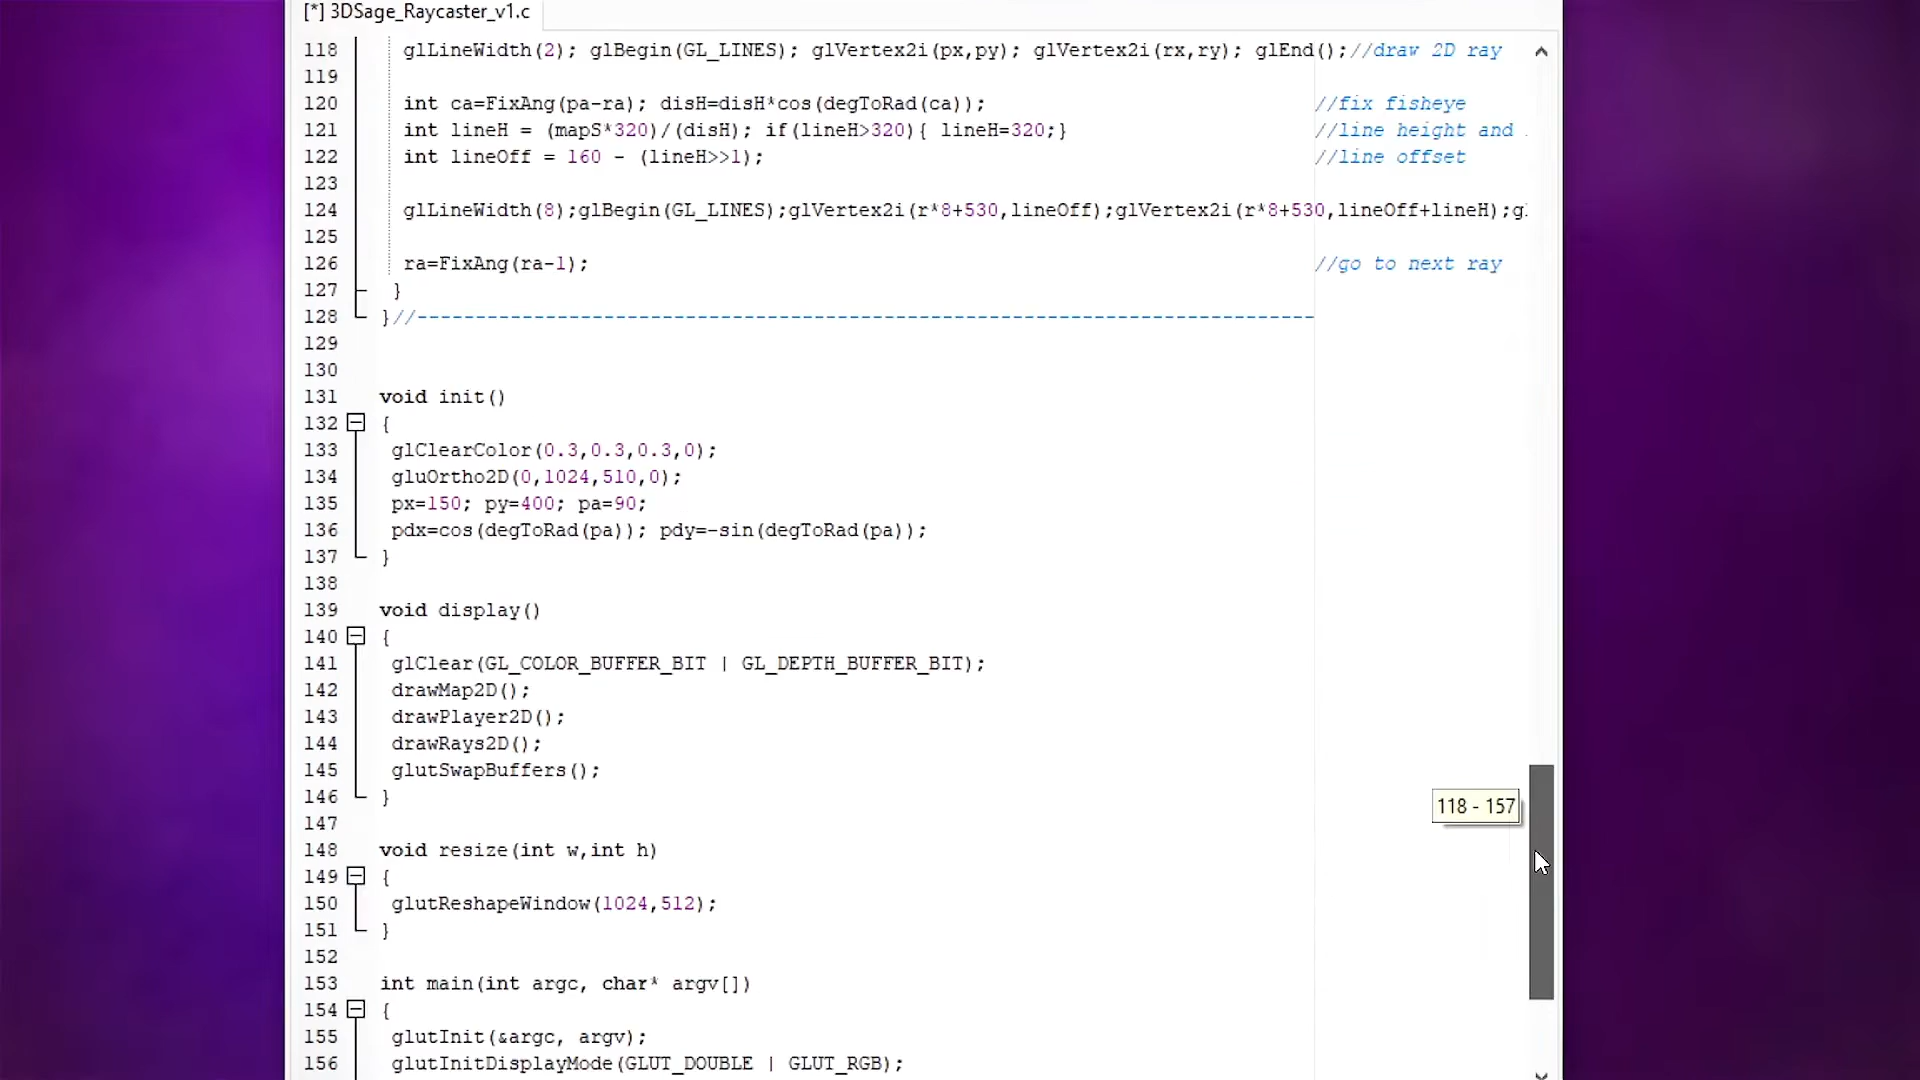 [*] 3DSage_Raycaster_v1.c
118 glLineWidth(2); glBegin(GL_LINES); glVertex2i(px,py); glVertex2i(rx,ry); glEnd();//draw 2D ray
119
120 int ca=FixAng(pa-ra); disH=disH*cos(degToRad(ca)); //fix fisheye
121 int lineH = (mapS*320)/(disH); if(lineH>320){ lineH=320;} //line height and
122 int lineOff = 160 - (lineH>>1); //line offset
123
124 glLineWidth(8);glBegin(GL_LINES);glVertex2i(r*8+530,lineOff);glVertex2i(r*8+530,lineOff+lineH);gl
125
126 ra=FixAng(ra-1); //go to next ray
127 }
128 }//-----------------------------------------------------------------------------
129
130
131 void init()
132 {
133 glClearColor(0.3,0.3,0.3,0);
134 gluOrtho2D(0,1024,510,0);
135 px=150; py=400; pa=90;
136 pdx=cos(degToRad(pa)); pdy=-sin(degToRad(pa));
137 }
138
139 void display()
140 {
141 glClear(GL_COLOR_BUFFER_BIT | GL_DEPTH_BUFFER_BIT);
142 drawMap2D();
143 drawPlayer2D();
144 drawRays2D();
145 glutSwapBuffers();
146 }
118 - 157
147
148 void resize(int w,int h)
149 {
150 glutReshapeWindow(1024,512);
151 }
152
153 int main(int argc, char* argv[])
154 {
155 glutInit(&argc, argv);
156 glutInitDisplayMode(GLUT_DOUBLE | GLUT_RGB);